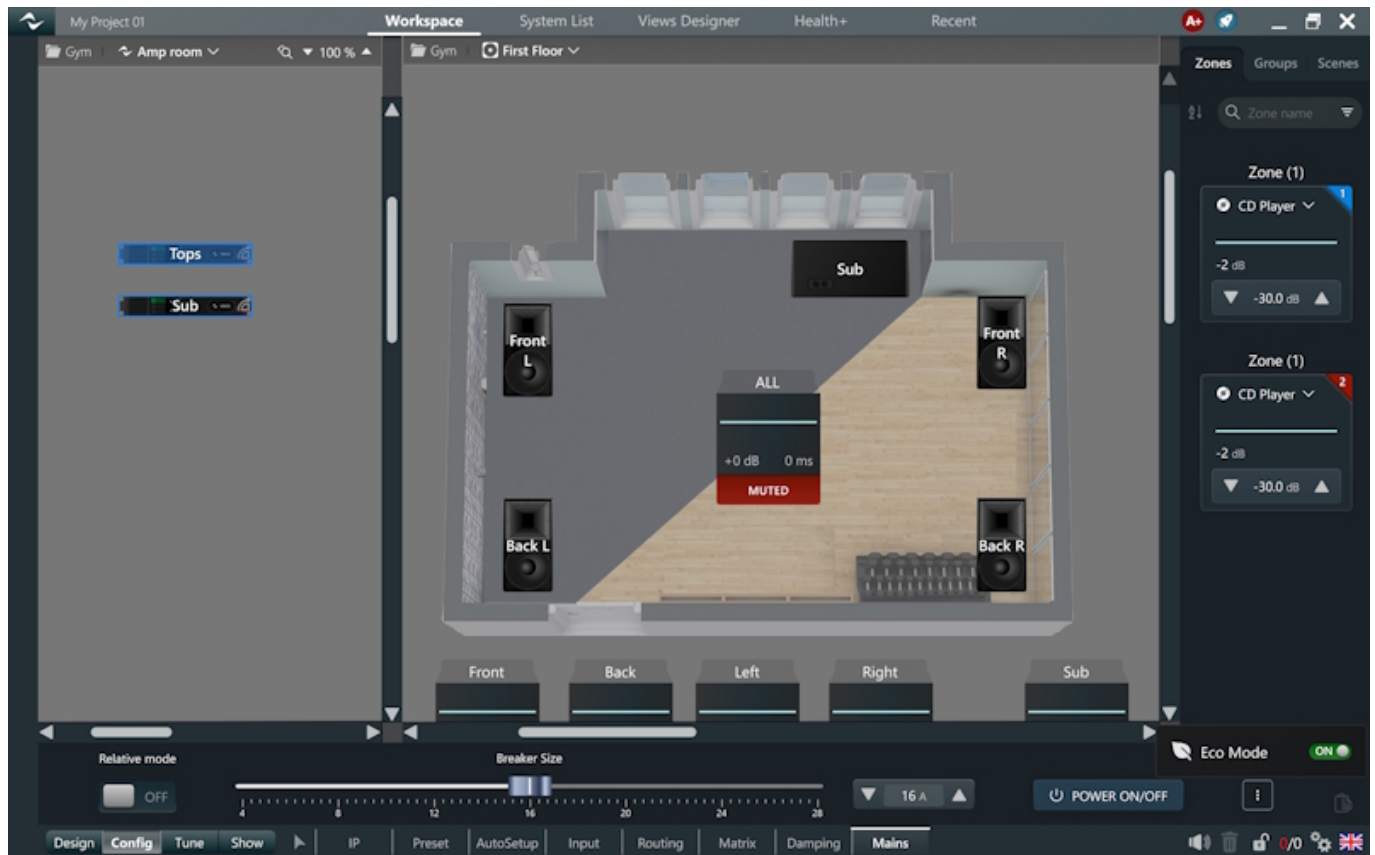 My Project 01
Workspace
System List
Views Designer
Health+
Recent
A+
Gym
Amp room
100 %
Gym
First Floor
Zones
Groups
Scenes
Zone name
Tops
Sub
Sub
Front
L
Front
R
ALL
+0 dB 0 ms
MUTED
Back L
Back R
Zone (1)
1
CD Player
-2 dB
-30.0 dB
Zone (1)
2
CD Player
-2 dB
-30.0 dB
Front
Back
Left
Right
Sub
Relative mode
OFF
Breaker Size
4 8 12 16 20 24 28
16 A
POWER ON/OFF
Eco Mode
ON
Design
Config
Tune
Show
IP
Preset
AutoSetup
Input
Routing
Matrix
Damping
Mains
0/0